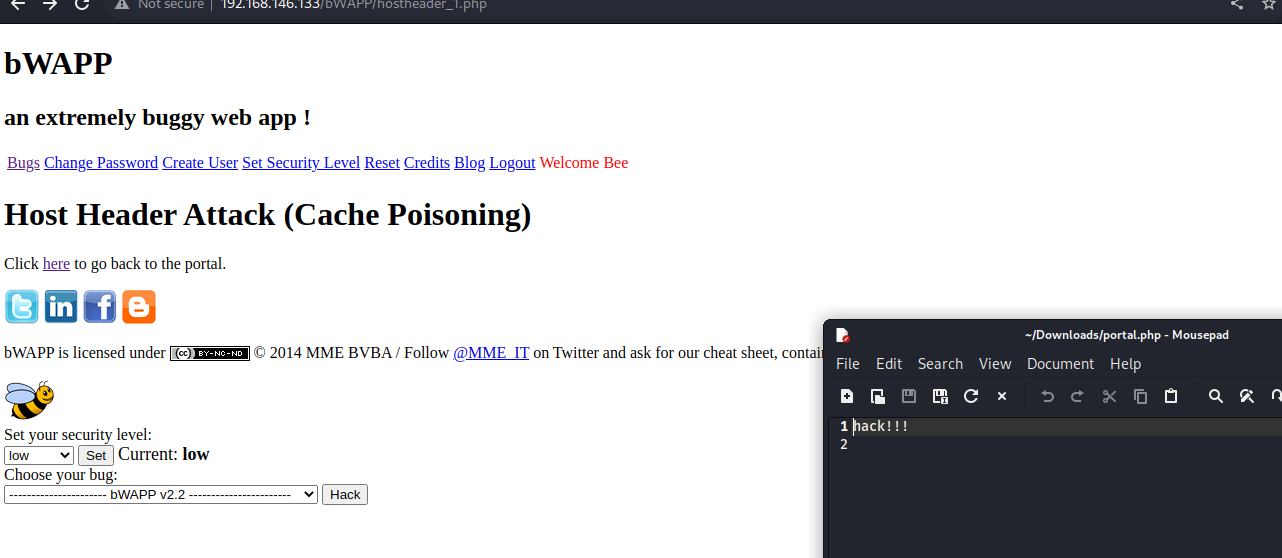 Not secure | 192.168.146.133/bWAPP/hostheader_1.php
bWAPP
an extremely buggy web app !
Bugs Change Password Create User Set Security Level Reset Credits Blog Logout Welcome Bee
Host Header Attack (Cache Poisoning)
Click here to go back to the portal.
bWAPP is licensed under (cc) BY-NC-ND © 2014 MME BVBA / Follow @MME_IT on Twitter and ask for our cheat sheet, contain
Set your security level:
low Set Current: low
Choose your bug:
---------------------- bWAPP v2.2 ----------------------- Hack
~/Downloads/portal.php - Mousepad
File Edit Search View Document Help
1 hack!!!
2